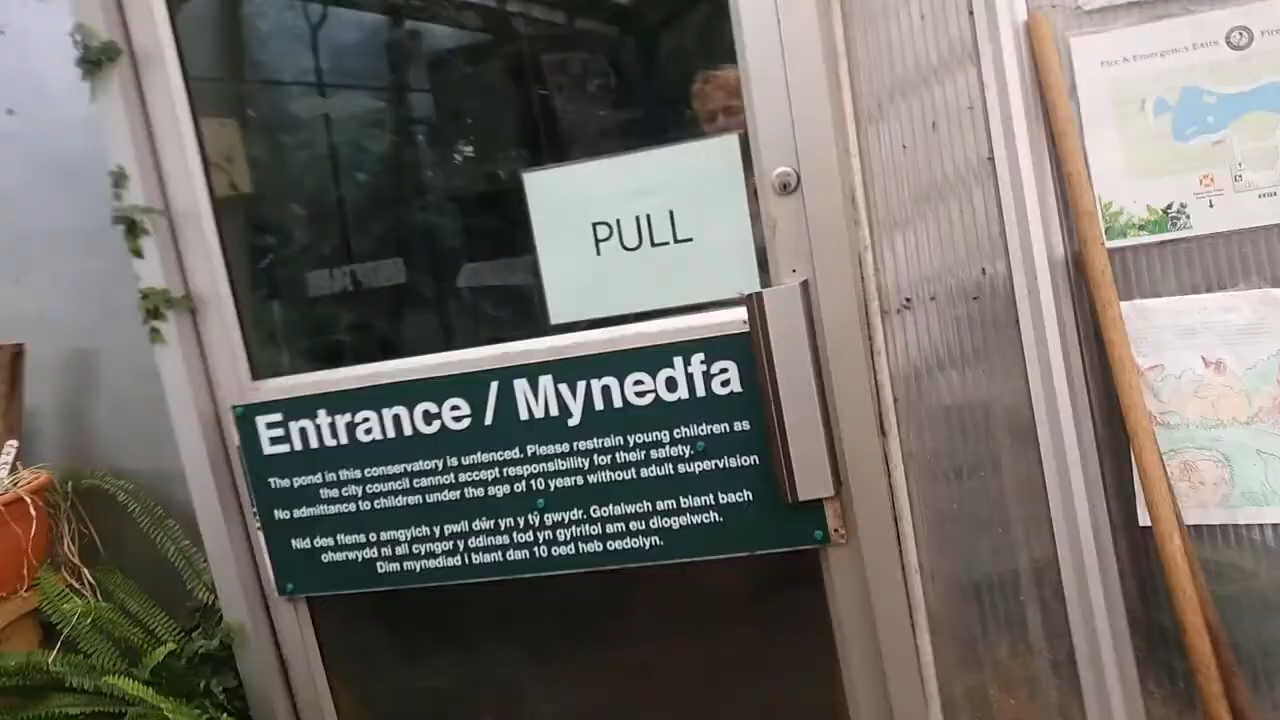 Fire & Emergency Exits
PULL
Entrance / Mynedfa
The pond in this conservatory is unfenced. Please restrain young children as
the city council cannot accept responsibility for their safety.
No admittance to children under the age of 10 years without adult supervision
Nid des ffens o amgylch y pwll dŵr yn y tŷ gwydr. Gofalwch am blant bach
oherwydd ni all cyngor y ddinas fod yn gyfrifol am eu diogelwch.
Dim mynediad i blant dan 10 oed heb oedolyn.